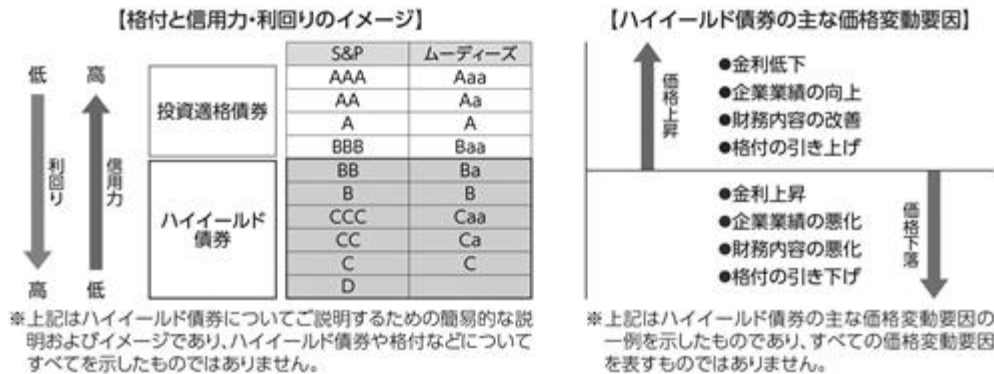 【格付と信用力・利回りのイメージ】
S&P ムーディーズ
低 高
利回り 信用力
高 低
投資適格債券
AAA Aaa
AA Aa
A A
BBB Baa
ハイイールド
債券
BB Ba
B B
CCC Caa
CC Ca
C C
D
※上記はハイイールド債券についてご説明するための簡易的な説
明およびイメージであり、ハイイールド債券や格付などについて
すべてを示したものではありません。
【ハイイールド債券の主な価格変動要因】
価格上昇
●金利低下
●企業業績の向上
●財務内容の改善
●格付の引き上げ
●金利上昇
●企業業績の悪化
●財務内容の悪化
●格付の引き下げ
価格下落
※上記はハイイールド債券の主な価格変動要因の
一例を示したものであり、すべての価格変動要因
を表すものではありません。